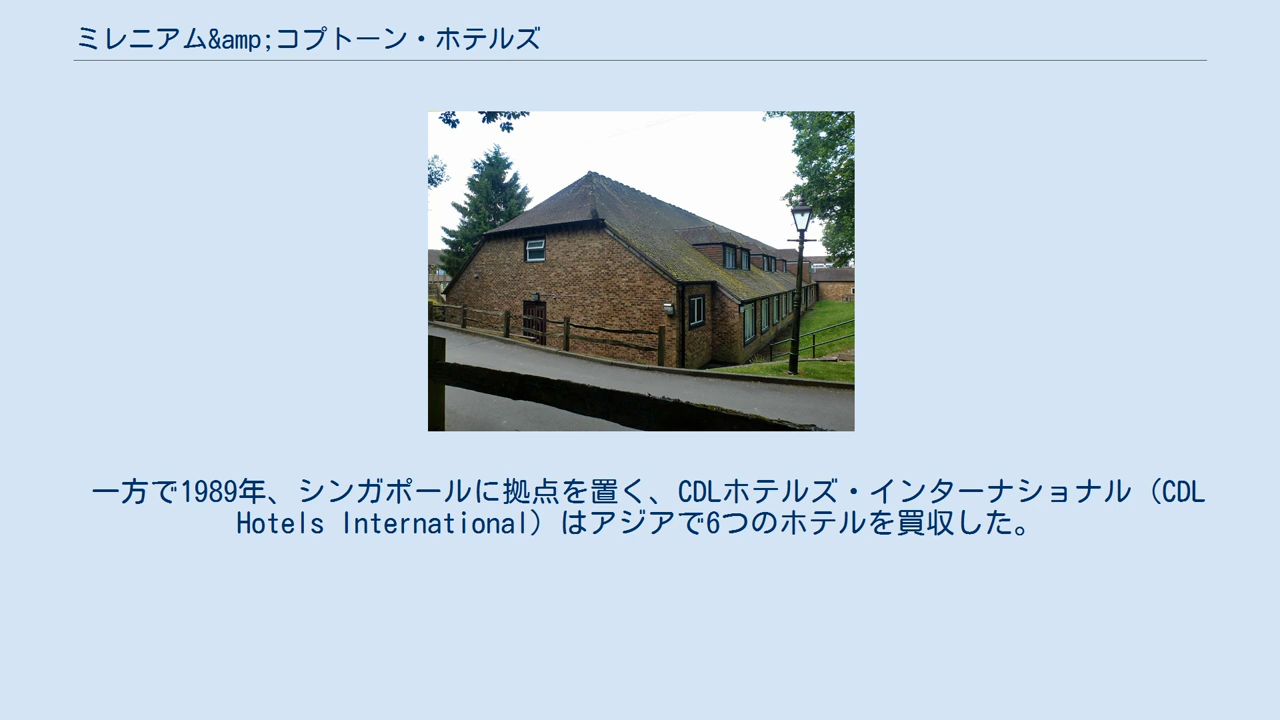 ミレニアム&amp;コプトーン・ホテルズ
一方で1989年、シンガポールに拠点を置く、CDLホテルズ・インターナショナル（CDL
Hotels International）はアジアで6つのホテルを買収した。